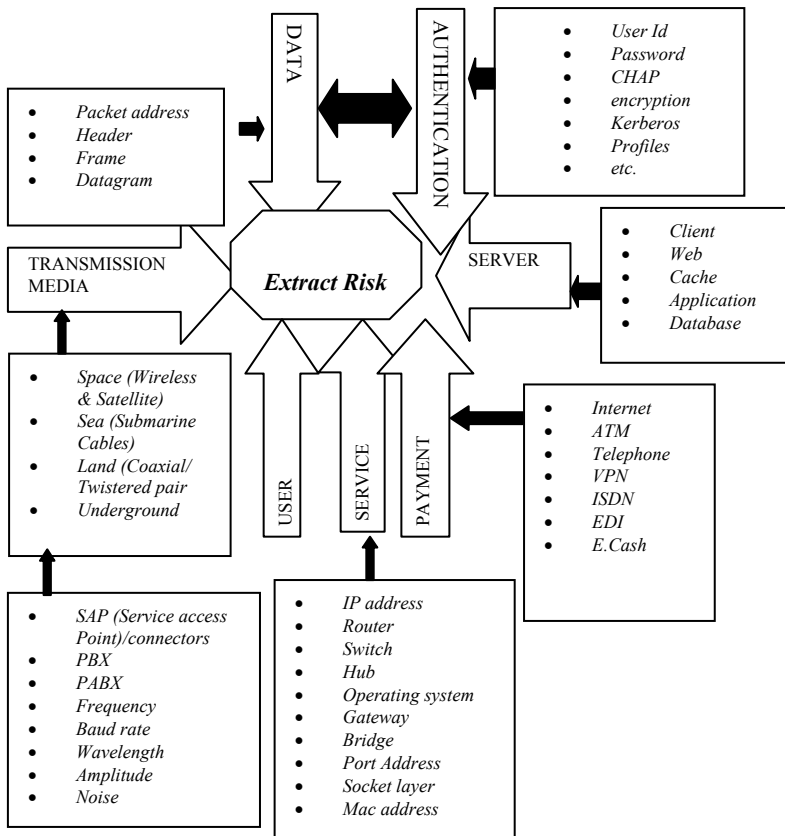 DATA
AUTHENTICATION
• User Id
• Password
• CHAP
• encryption
• Kerberos
• Profiles
• etc.
• Packet address
• Header
• Frame
• Datagram
TRANSMISSION
MEDIA
Extract Risk
SERVER
• Client
• Web
• Cache
• Application
• Database
• Space (Wireless
& Satellite)
• Sea (Submarine
Cables)
• Land (Coaxial/
Twistered pair
• Underground
USER
SERVICE
PAYMENT
• Internet
• ATM
• Telephone
• VPN
• ISDN
• EDI
• E.Cash
• SAP (Service access
Point)/connectors
• PBX
• PABX
• Frequency
• Baud rate
• Wavelength
• Amplitude
• Noise
• IP address
• Router
• Switch
• Hub
• Operating system
• Gateway
• Bridge
• Port Address
• Socket layer
• Mac address